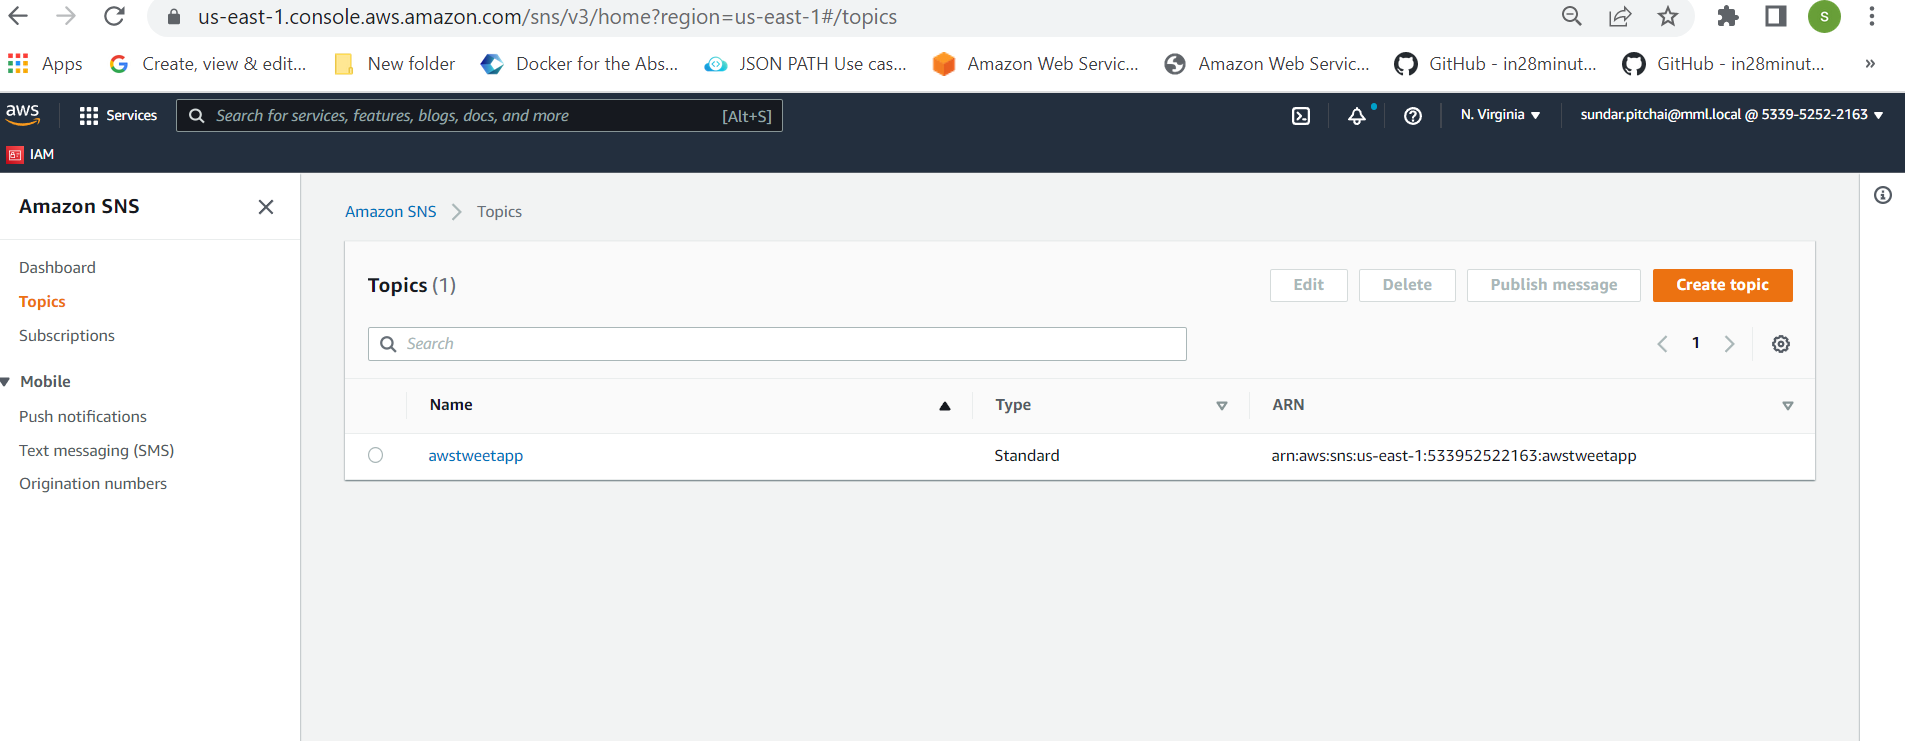 us-east-1.console.aws.amazon.com/sns/v3/home?region=us-east-1#/topics
s
Apps Create, view & edit... New folder Docker for the Abs... JSON PATH Use cas... Amazon Web Servic... Amazon Web Servic... GitHub - in28minut... GitHub - in28minut... »
aws Services Search for services, features, blogs, docs, and more [Alt+S] N. Virginia sundar.pitchai@mml.local @ 5339-5252-2163
IAM
Amazon SNS
Dashboard
Topics
Subscriptions
Mobile
Push notifications
Text messaging (SMS)
Origination numbers
Amazon SNS Topics
Topics (1) Edit Delete Publish message Create topic
Search 1
Name Type ARN
awstweetapp Standard arn:aws:sns:us-east-1:533952522163:awstweetapp